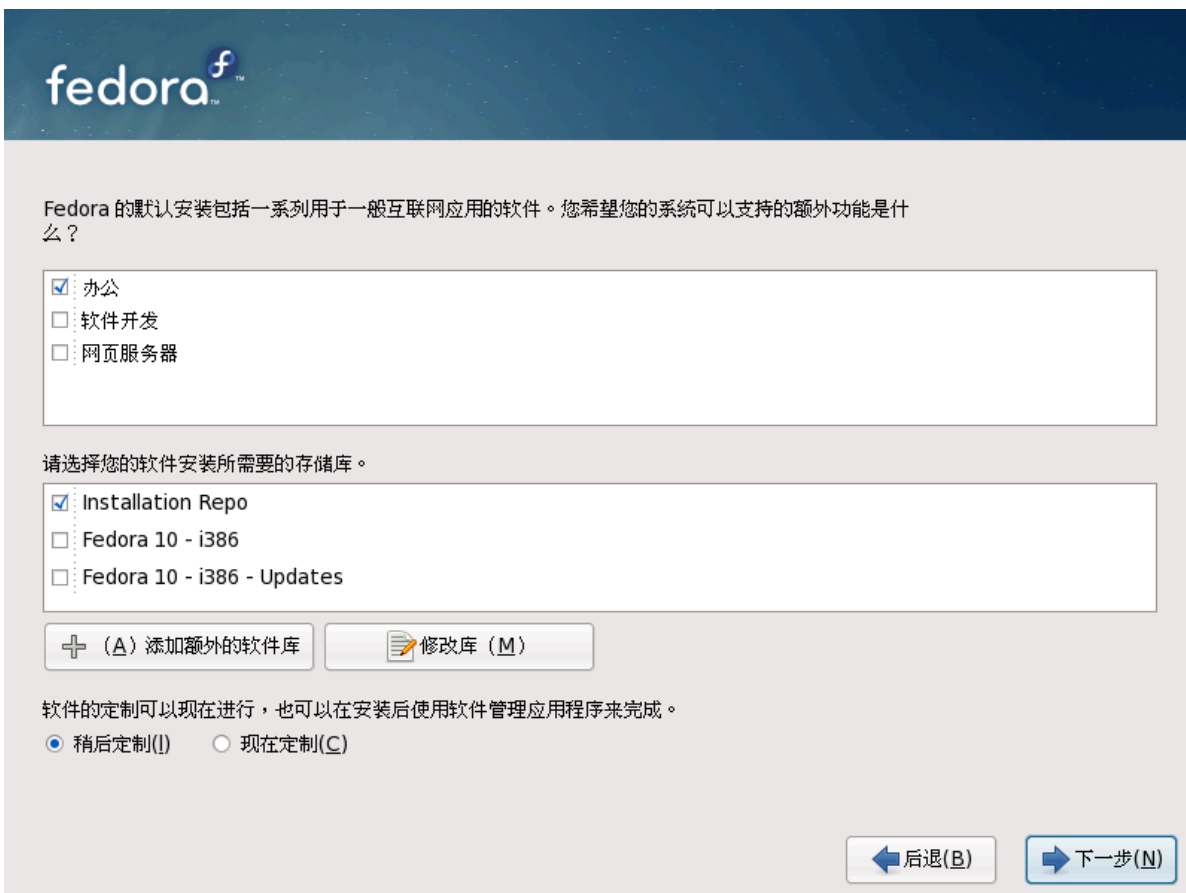 fedora
Fedora 的默认安装包括一系列用于一般互联网应用的软件。您希望您的系统可以支持的额外功能是什
么？
办公
软件开发
网页服务器
请选择您的软件安装所需要的存储库。
Installation Repo
Fedora 10 - i386
Fedora 10 - i386 - Updates
（A）添加额外的软件库 修改库（M）
软件的定制可以现在进行，也可以在安装后使用软件管理应用程序来完成。
稍后定制(l) 现在定制(C)
后退(B) 下一步(N)